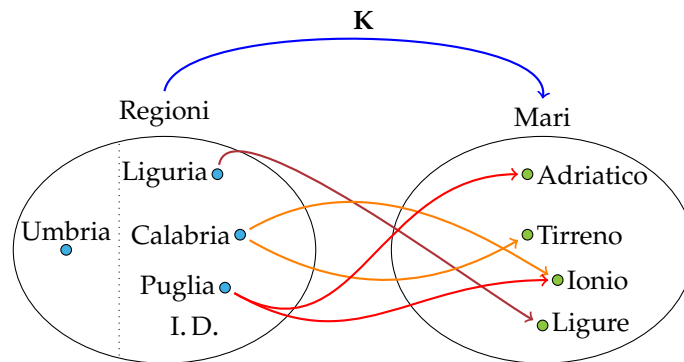 K
Regioni
Mari
Liguria
Adriatico
Umbria
Calabria
Tirreno
Puglia
Ionio
I. D.
Ligure